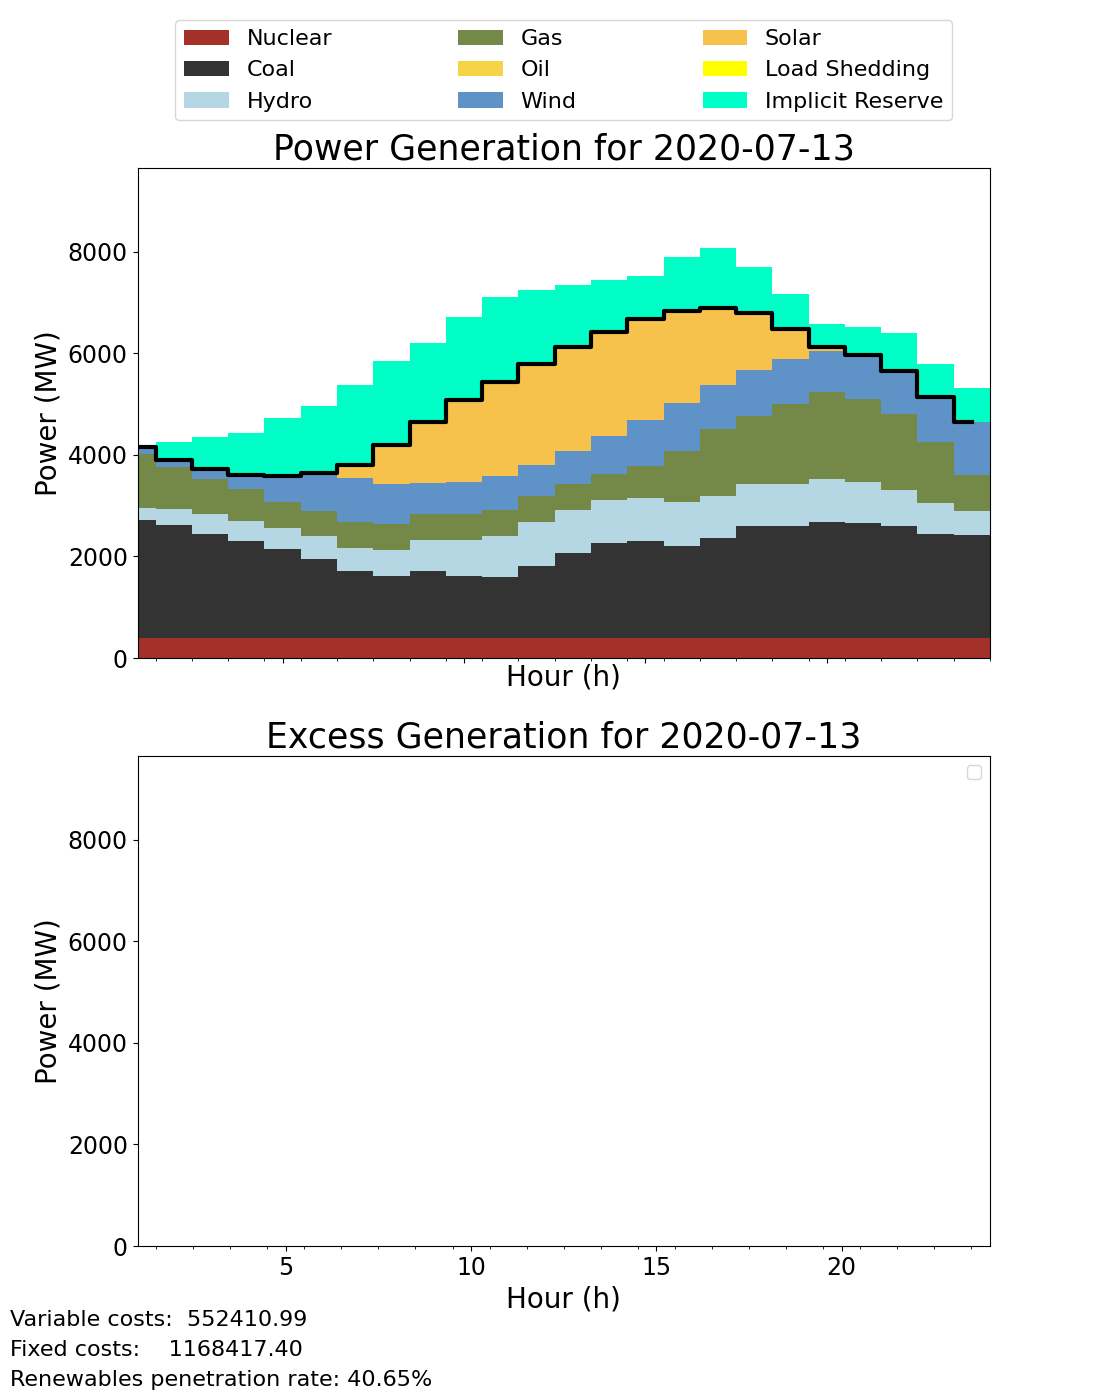 Nuclear Gas Solar
Coal Oil Load Shedding
Hydro Wind Implicit Reserve
Power Generation for 2020-07-13
8000
6000
4000
2000
0
Power (MW)
Hour (h)
Excess Generation for 2020-07-13
8000
6000
4000
2000
0
Power (MW)
5 10 15 20
Hour (h)
Variable costs: 552410.99
Fixed costs: 1168417.40
Renewables penetration rate: 40.65%